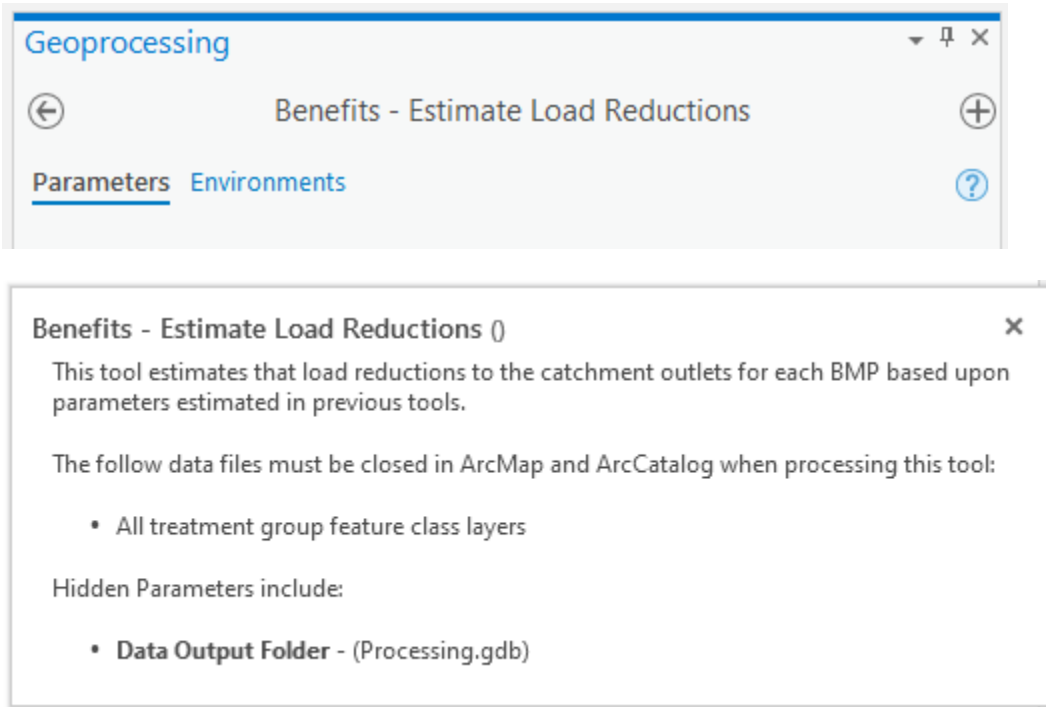 Geoprocessing
Benefits - Estimate Load Reductions
Parameters Environments
Benefits - Estimate Load Reductions ()
This tool estimates that load reductions to the catchment outlets for each BMP based upon
parameters estimated in previous tools.
The follow data files must be closed in ArcMap and ArcCatalog when processing this tool:
• All treatment group feature class layers
Hidden Parameters include:
• Data Output Folder - (Processing.gdb)